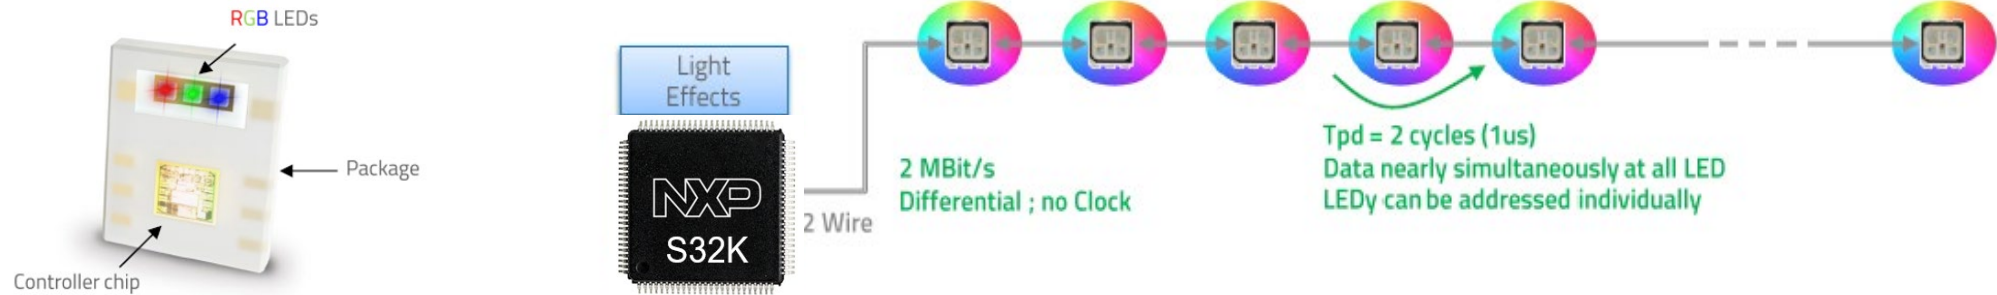 RGB LEDs
Package
Controller chip
Light
Effects
NXP
S32K
2 Wire
2 MBit/s
Differential ; no Clock
Tpd = 2 cycles (1us)
Data nearly simultaneously at all LED
LEDy can be addressed individually